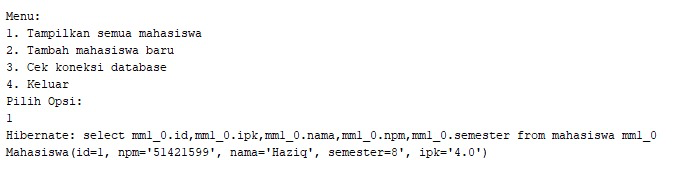 Menu:
1. Tampilkan semua mahasiswa
2. Tambah mahasiswa baru
3. Cek koneksi database
4. Keluar
Pilih Opsi:
1
Hibernate: select mm1_0.id,mm1_0.ipk,mm1_0.nama,mm1_0.npm,mm1_0.semester from mahasiswa mm1_0
Mahasiswa(id=1, npm='51421599', nama='Haziq', semester=8', ipk='4.0')